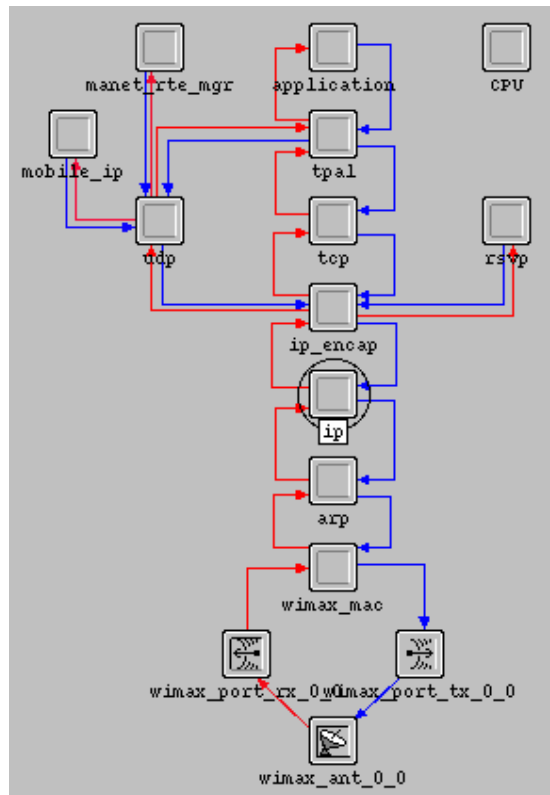 manet_rte_mgr
application
CPU
mobile_ip
tpal
udp
tcp
rsvp
ip_encap
ip
arp
wimax_mac
wimax_port_rx_0_0
wimax_port_tx_0_0
wimax_ant_0_0